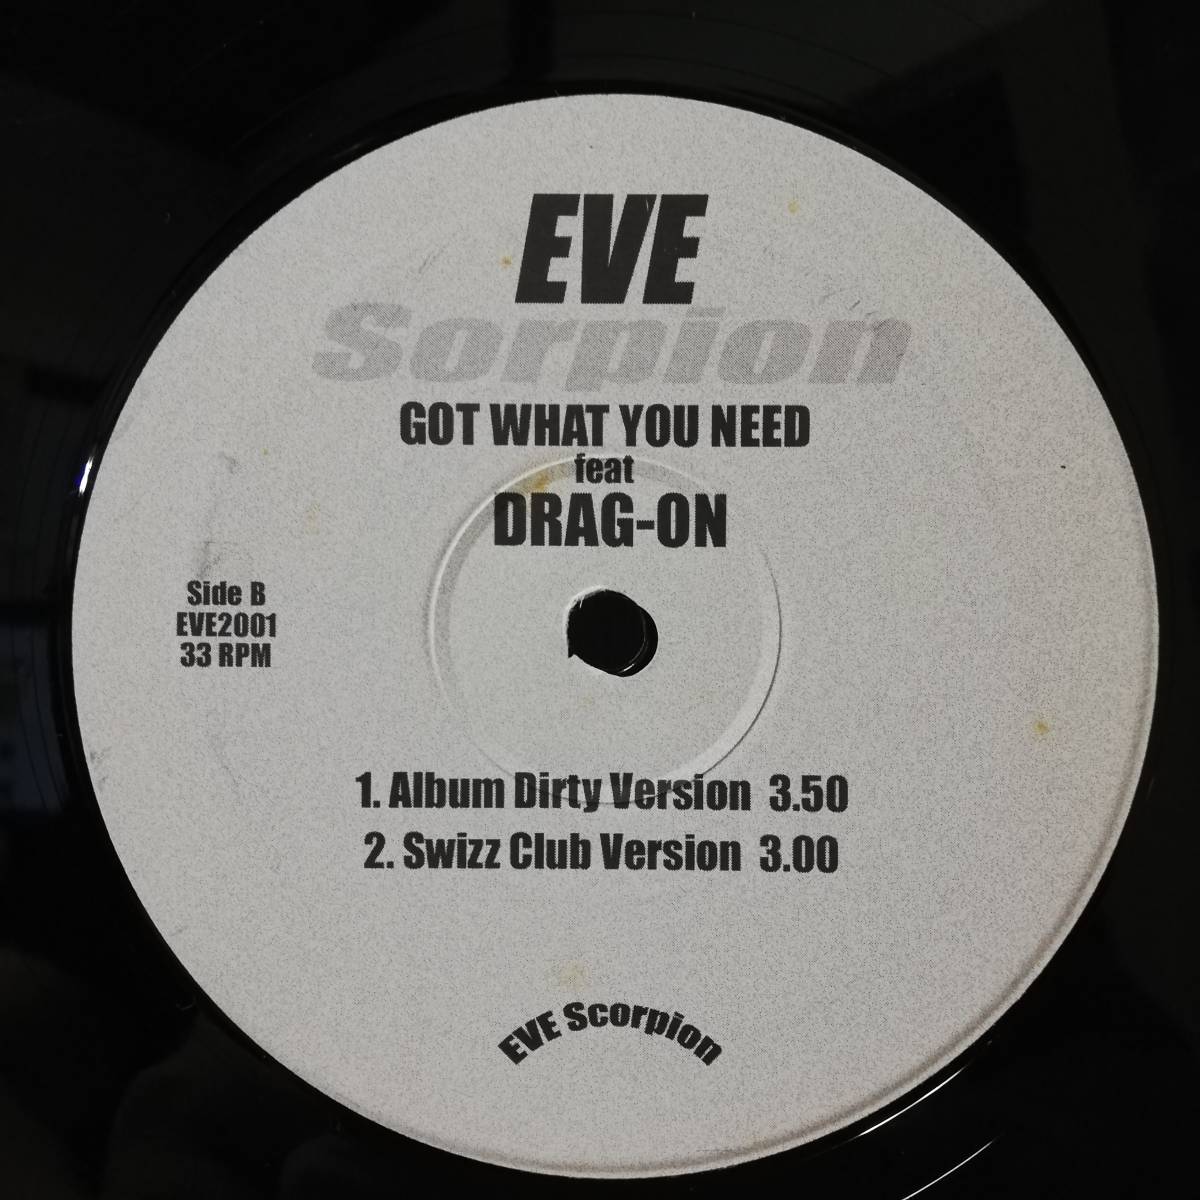 EVE
Sorpion
GOT WHAT YOU NEED
feat
DRAG-ON
Side B
EVE2001
33 RPM
1. Album Dirty Version 3.50
2. Swizz Club Version 3.00
EVE Scorpion